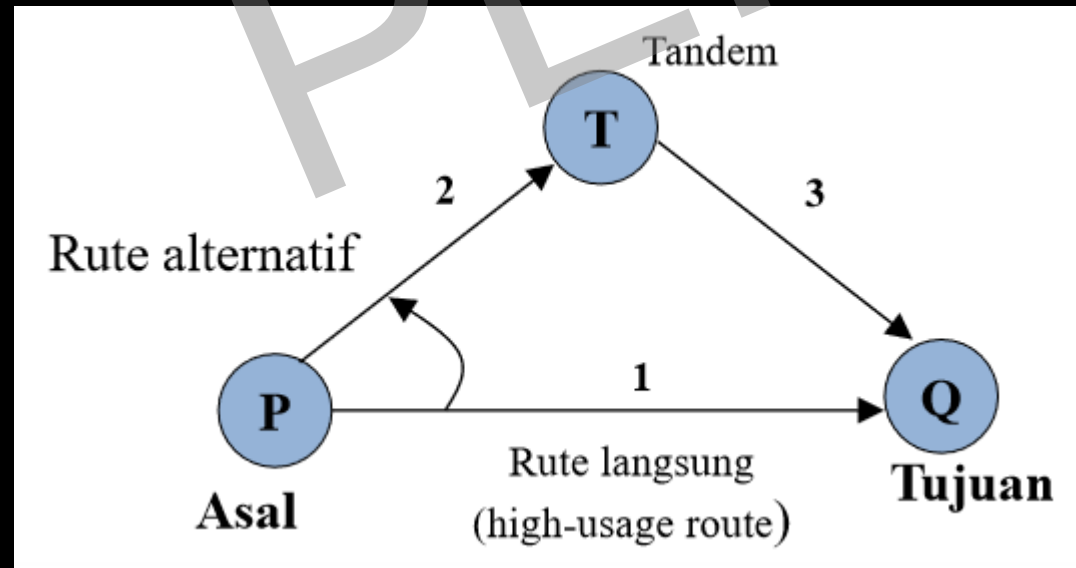 Tandem
T
2
3
Rute alternatif
1
P
Q
Rute langsung
(high-usage route)
Asal
Tujuan